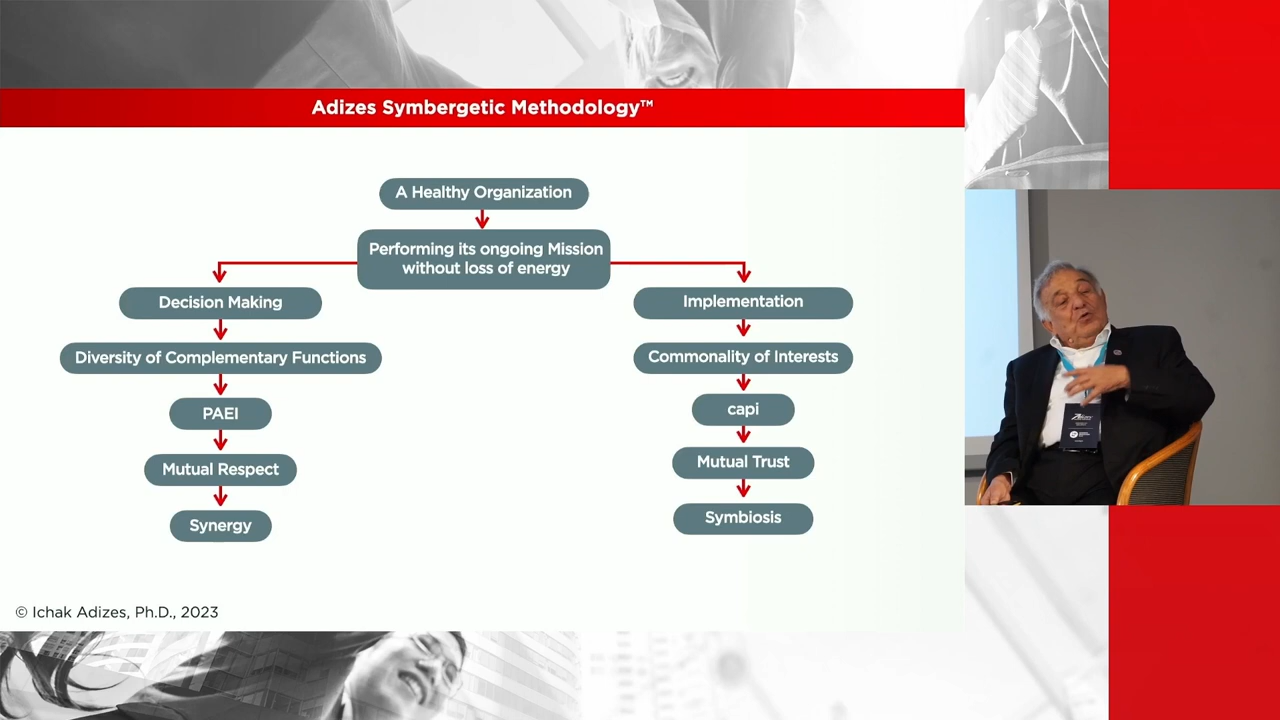 Adizes Symbergetic Methodology™
A Healthy Organization
Performing its ongoing Mission
without loss of energy
Decision Making
Implementation
Diversity of Complementary Functions
Commonality of Interests
PAEI
capi
Mutual Respect
Mutual Trust
Synergy
Symbiosis
© Ichak Adizes, Ph.D., 2023